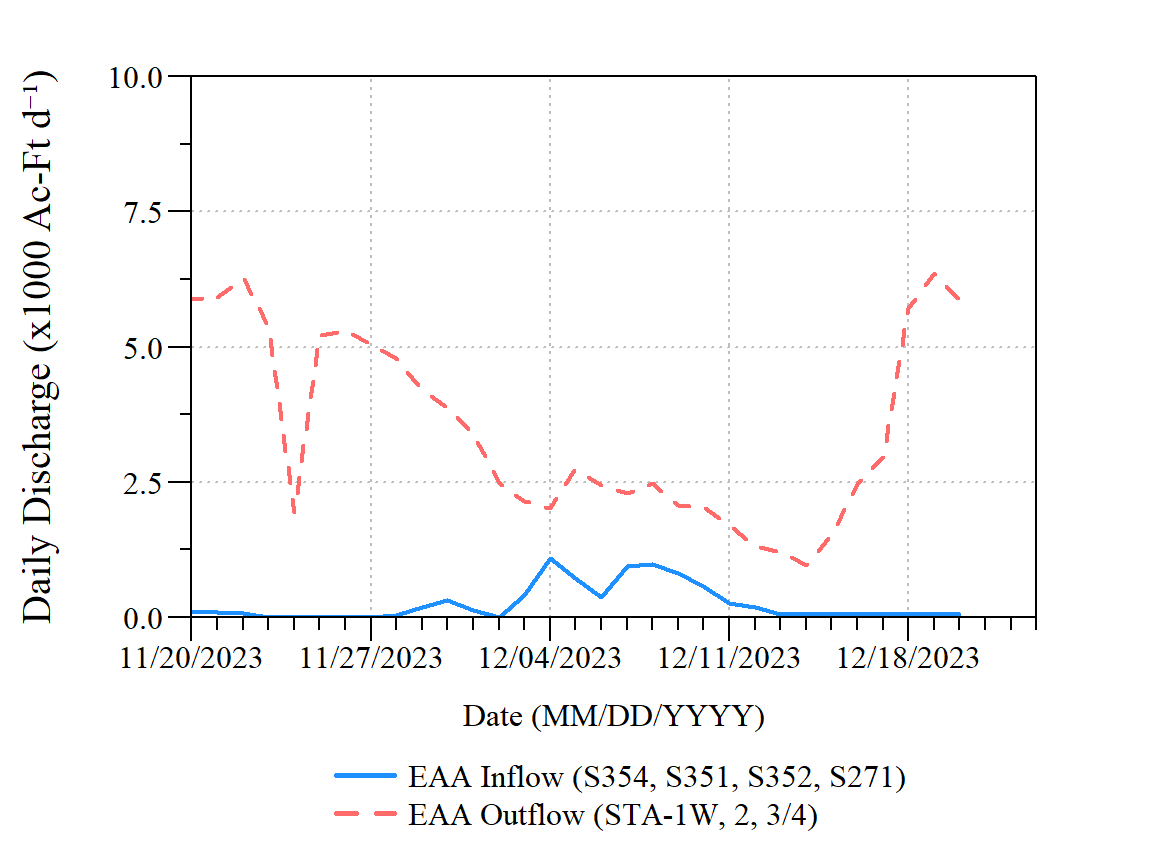 Daily Discharge (x1000 Ac-Ft d⁻¹)
10.0
7.5
5.0
2.5
0.0
11/20/2023 11/27/2023 12/04/2023 12/11/2023 12/18/2023
Date (MM/DD/YYYY)
EAA Inflow (S354, S351, S352, S271)
EAA Outflow (STA-1W, 2, 3/4)